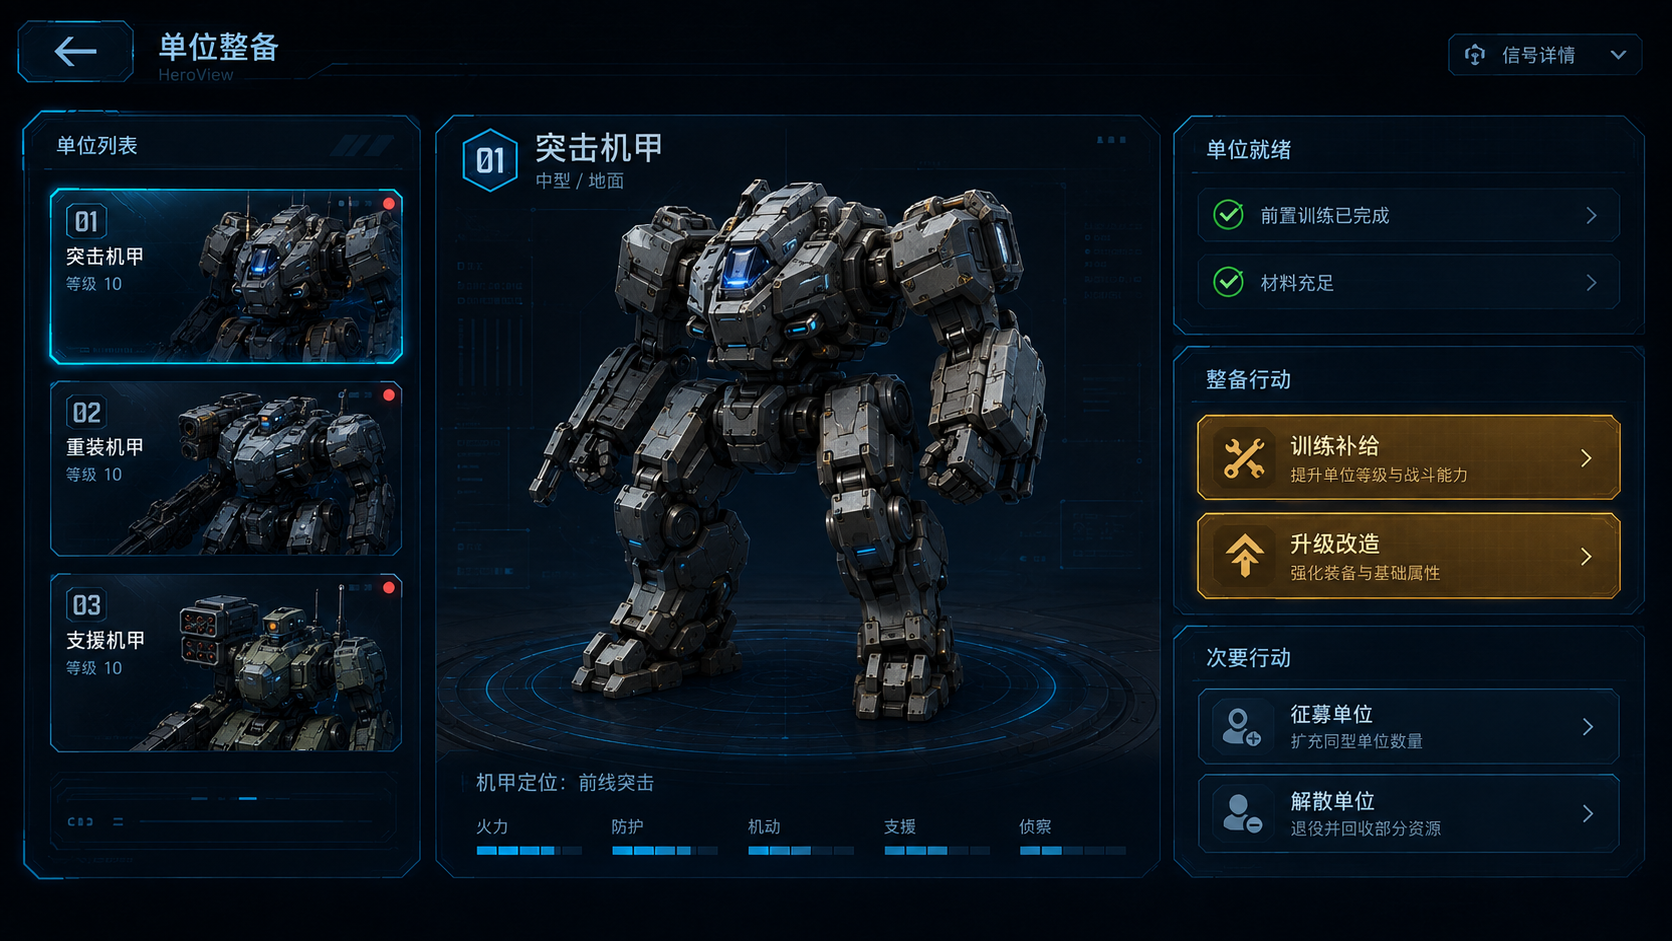 单位整备
HeroView
信号详情
单位列表
01
突击机甲
等级 10
02
重装机甲
等级 10
03
支援机甲
等级 10
01
突击机甲
中型 / 地面
机甲定位：前线突击
火力
防护
机动
支援
侦察
单位就绪
前置训练已完成
材料充足
整备行动
训练补给
提升单位等级与战斗能力
升级改造
强化装备与基础属性
次要行动
征募单位
扩充同型单位数量
解散单位
退役并回收部分资源